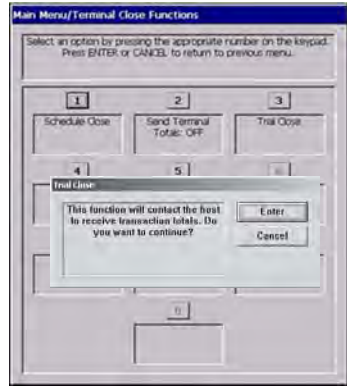 Main Menu/Terminal Close Functions
Select an option by pressing the appropriate number on the keypad.
Press ENTER or CANCEL to return to previous menu.
1 2 3
Schedule Close Send Terminal Trial Close
Totals: OFF
4 5 6
Trial Close
This function will contact the host
to receive transaction totals. Do
you want to continue?
Enter
Cancel
0